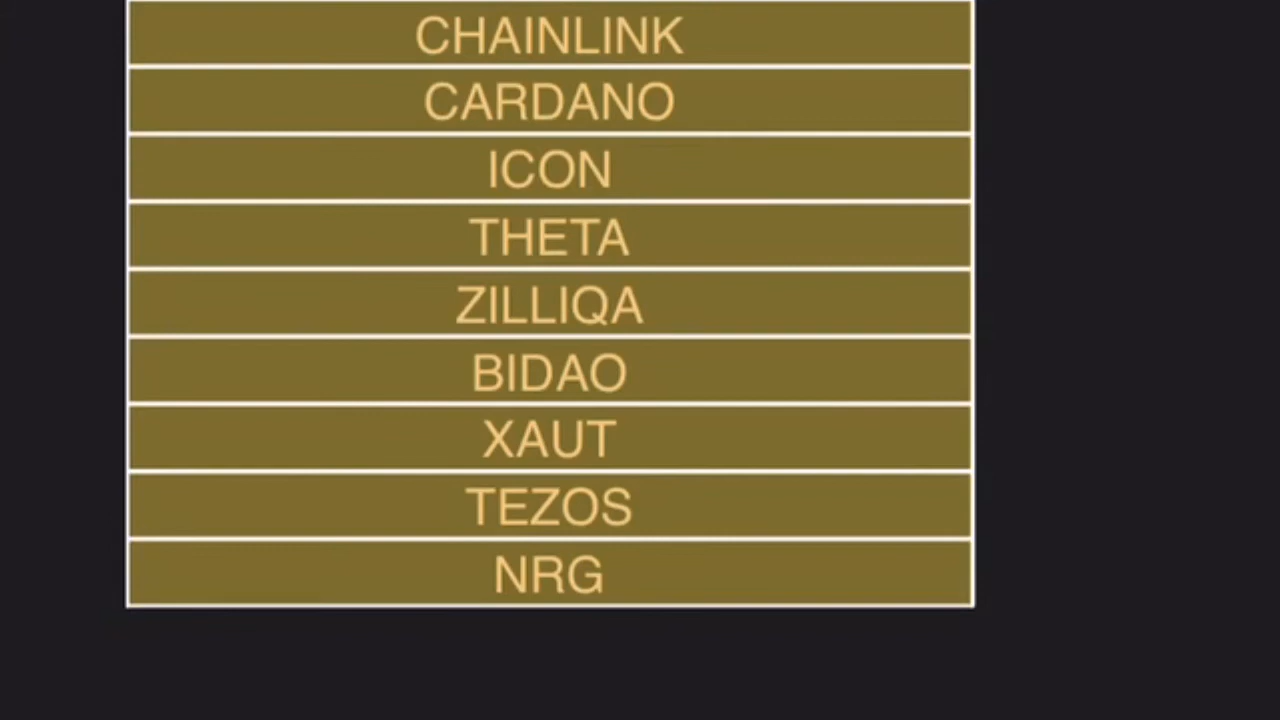 CHAINLINK
CARDANO
ICON
THETA
ZILLIQA
BIDAO
XAUT
TEZOS
NRG